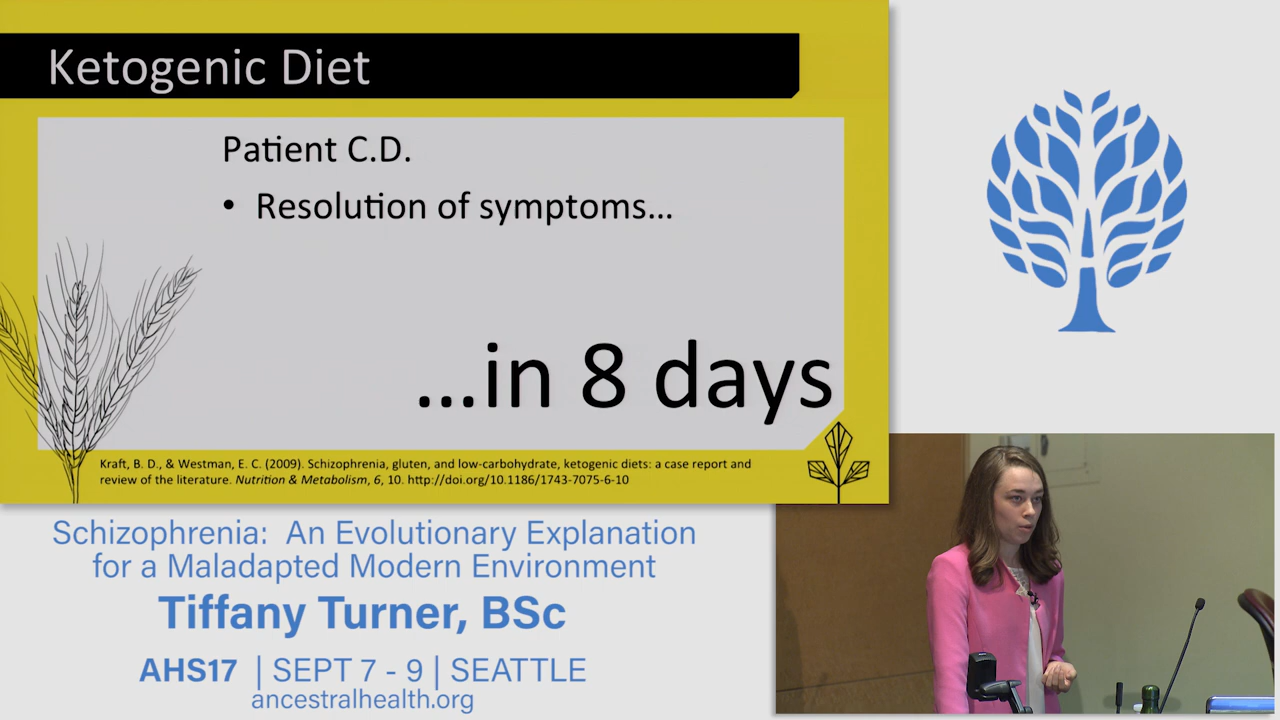 Ketogenic Diet
Patient C.D.
• Resolution of symptoms...
...in 8 days
Kraft, B. D., & Westman, E. C. (2009). Schizophrenia, gluten, and low-carbohydrate, ketogenic diets: a case report and
review of the literature. Nutrition & Metabolism, 6, 10. http://doi.org/10.1186/1743-7075-6-10
Schizophrenia: An Evolutionary Explanation
for a Maladapted Modern Environment
Tiffany Turner, BSc
AHS17 | SEPT 7 - 9 | SEATTLE
ancestralhealth.org